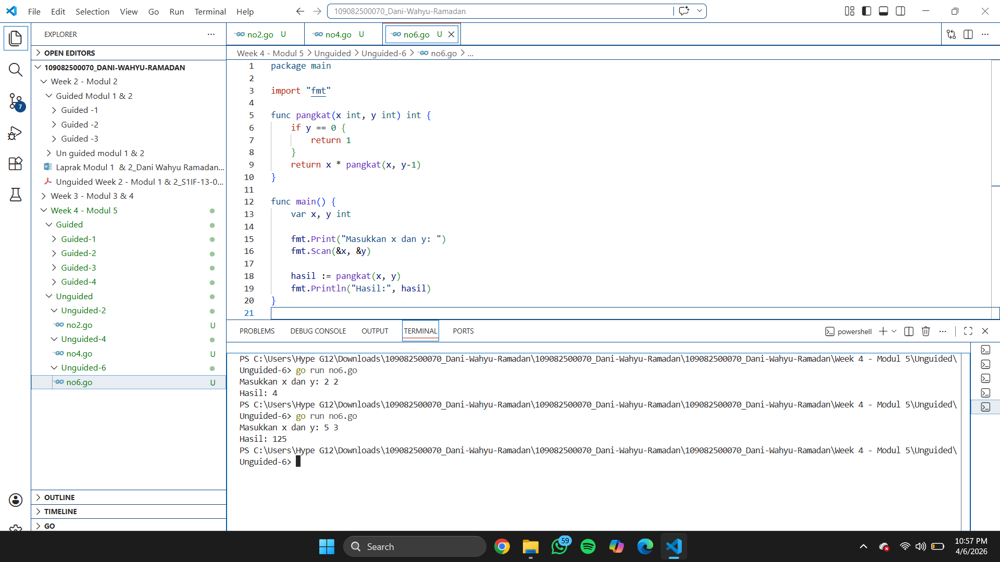 File Edit Selection View Go Run Terminal Help
109082500070_Dani-Wahyu-Ramadan
EXPLORER
OPEN EDITORS
109082500070_DANI-WAHYU-RAMADAN
Week 2 - Modul 2
Guided Modul 1 & 2
Guided -1
Guided -2
Guided -3
Un guided modul 1 & 2
Laprak Modul 1 & 2_Dani Wahyu Ramadan...
Unguided Week 2 - Modul 1 & 2_S1IF-13-0...
Week 3 - Modul 3 & 4
Week 4 - Modul 5
Guided
Guided-1
Guided-2
Guided-3
Guided-4
Unguided
Unguided-2
GO no2.go U
Unguided-4
GO no4.go U
Unguided-6
GO no6.go U
OUTLINE
TIMELINE
GO
7
GO no2.go U GO no4.go U GO no6.go U
Week 4 - Modul 5 > Unguided > Unguided-6 > GO no6.go > ...
1 package main
2
3 import "fmt"
4
5 func pangkat(x int, y int) int {
6 if y == 0 {
7 return 1
8 }
9 return x * pangkat(x, y-1)
10 }
11
12 func main() {
13 var x, y int
14
15 fmt.Print("Masukkan x dan y: ")
16 fmt.Scan(&x, &y)
17
18 hasil := pangkat(x, y)
19 fmt.Println("Hasil:", hasil)
20 }
21
PROBLEMS DEBUG CONSOLE OUTPUT TERMINAL PORTS
powershell
PS C:\Users\Hype G12\Downloads\109082500070_Dani-Wahyu-Ramadan\109082500070_Dani-Wahyu-Ramadan\109082500070_Dani-Wahyu-Ramadan\Week 4 - Modul 5\Unguided\
Unguided-6> go run no6.go
Masukkan x dan y: 2 2
Hasil: 4
PS C:\Users\Hype G12\Downloads\109082500070_Dani-Wahyu-Ramadan\109082500070_Dani-Wahyu-Ramadan\109082500070_Dani-Wahyu-Ramadan\Week 4 - Modul 5\Unguided\
Unguided-6> go run no6.go
Masukkan x dan y: 5 3
Hasil: 125
PS C:\Users\Hype G12\Downloads\109082500070_Dani-Wahyu-Ramadan\109082500070_Dani-Wahyu-Ramadan\109082500070_Dani-Wahyu-Ramadan\Week 4 - Modul 5\Unguided\
Unguided-6>
Search
59
10:57 PM
4/6/2026